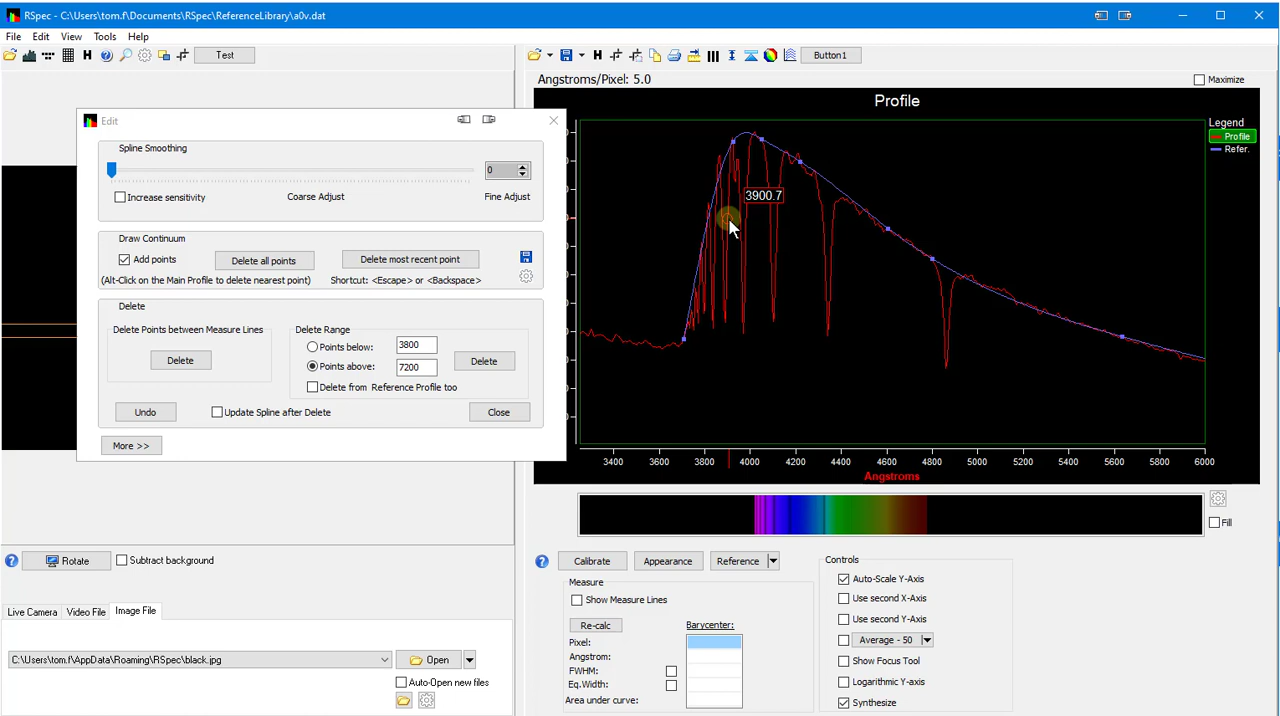 RSpec - C:\Users\tom.f\Documents\RSpec\ReferenceLibrary\a0v.dat
File Edit View Tools Help
H Test
H Button1
Angstroms/Pixel: 5.0
Maximize
Profile
Legend
Profile
Refer.
3900.7
3400 3600 3800 4000 4200 4400 4600 4800 5000 5200 5400 5600 5800 6000
Angstroms
Fill
Edit
Spline Smoothing
0
Increase sensitivity Coarse Adjust Fine Adjust
Draw Continuum
Add points Delete all points Delete most recent point
(Alt-Click on the Main Profile to delete nearest point) Shortcut: <Escape> or <Backspace>
Delete
Delete Points between Measure Lines
Delete
Delete Range
Points below: 3800
Points above: 7200
Delete
Delete from Reference Profile too
Undo Update Spline after Delete Close
More >>
Rotate Subtract background
Live Camera Video File Image File
C:\Users\tom.f\AppData\Roaming\RSpec\black.jpg Open
Auto-Open new files
Calibrate Appearance Reference
Measure
Show Measure Lines
Re-calc Barycenter:
Pixel:
Angstrom:
FWHM:
Eq.Width:
Area under curve:
Controls
Auto-Scale Y-Axis
Use second X-Axis
Use second Y-Axis
Average - 50
Show Focus Tool
Logarithmic Y-axis
Synthesize